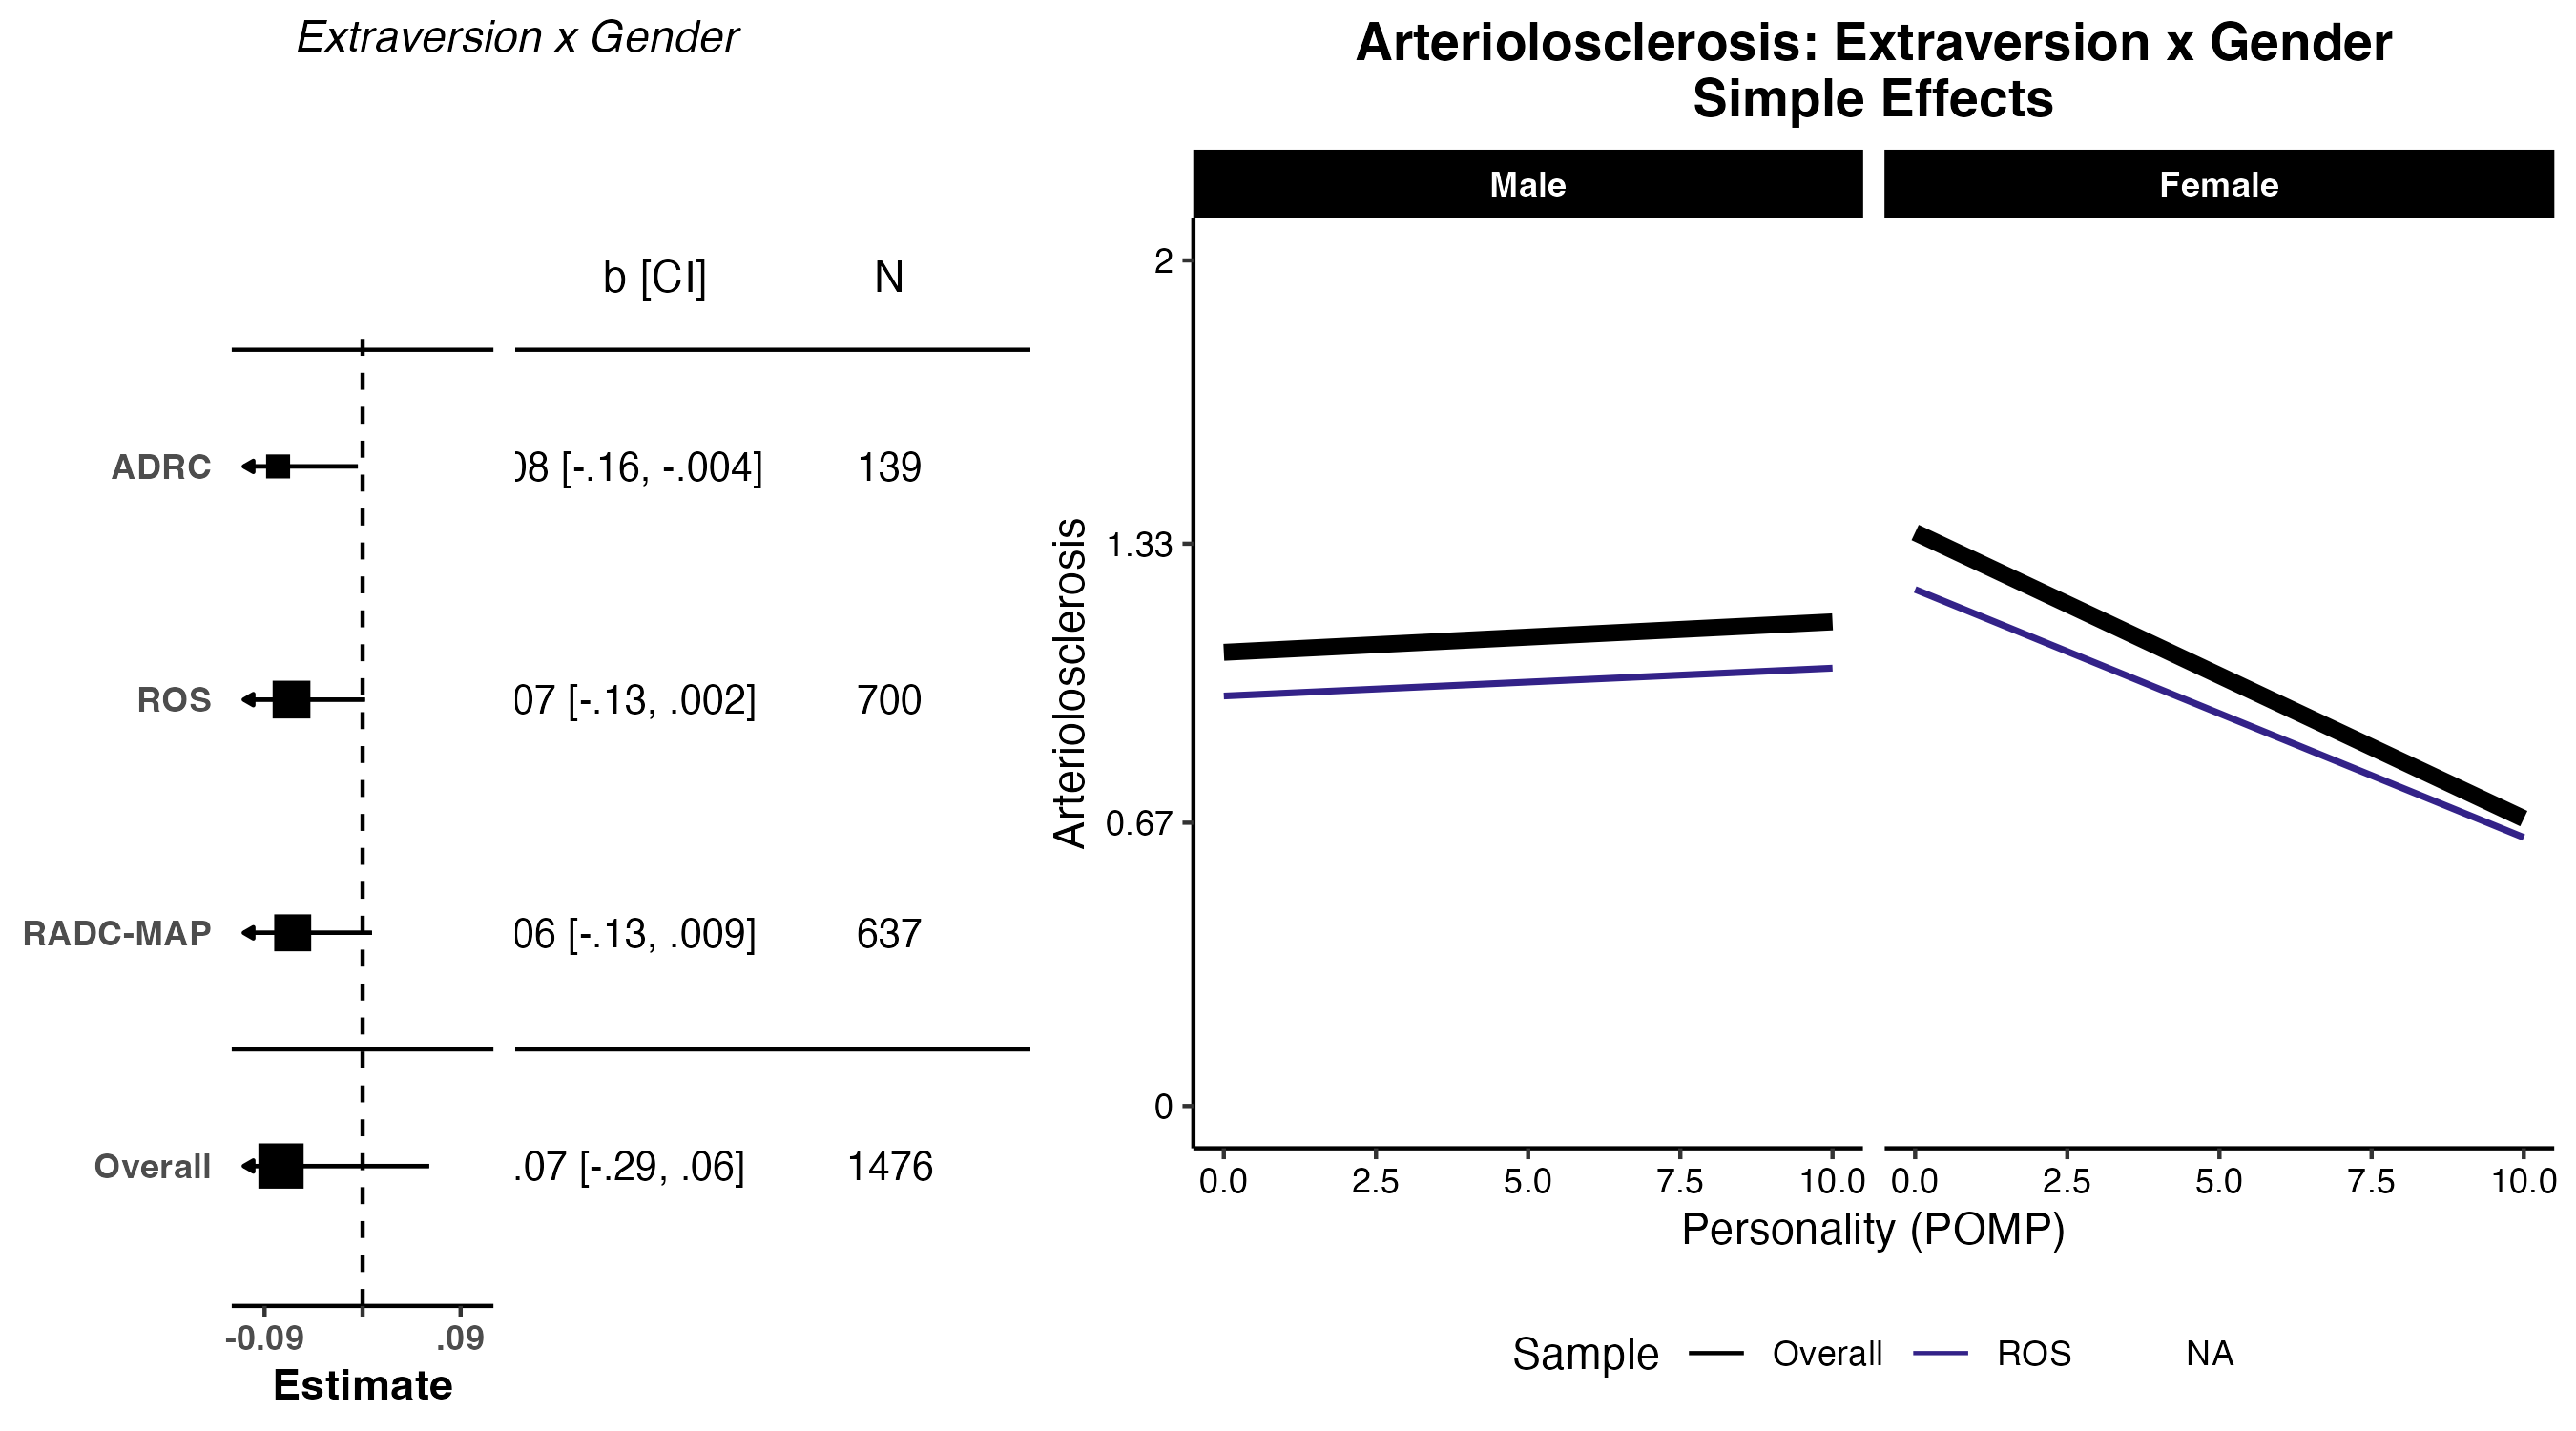 Extraversion x Gender
b [CI] N
ADRC 08 [-.16, -.004] 139
ROS 07 [-.13, .002] 700
RADC-MAP 06 [-.13, .009] 637
Overall .07 [-.29, .06] 1476
-0.09 .09
Estimate
Arteriolosclerosis: Extraversion x Gender
Simple Effects
Male Female
Arteriolosclerosis
2
1.33
0.67
0
0.0 2.5 5.0 7.5 10.0 0.0 2.5 5.0 7.5 10.0
Personality (POMP)
Sample Overall ROS NA